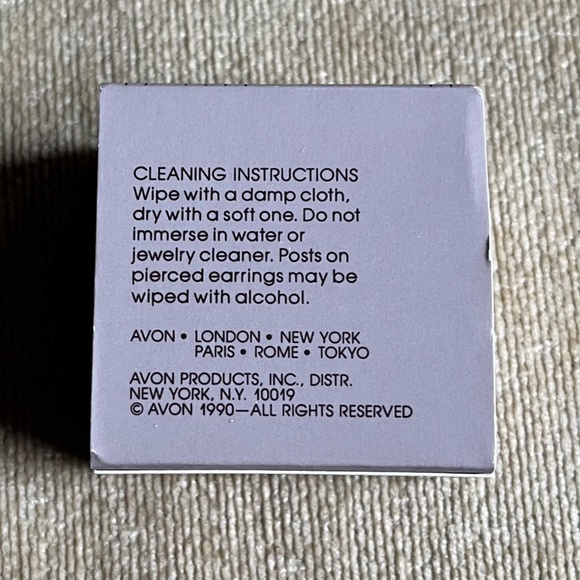 CLEANING INSTRUCTIONS
Wipe with a damp cloth,
dry with a soft one. Do not
immerse in water or
jewelry cleaner. Posts on
pierced earrings may be
wiped with alcohol.
AVON • LONDON • NEW YORK
PARIS • ROME • TOKYO
AVON PRODUCTS, INC., DISTR.
NEW YORK, N.Y. 10019
© AVON 1990—ALL RIGHTS RESERVED